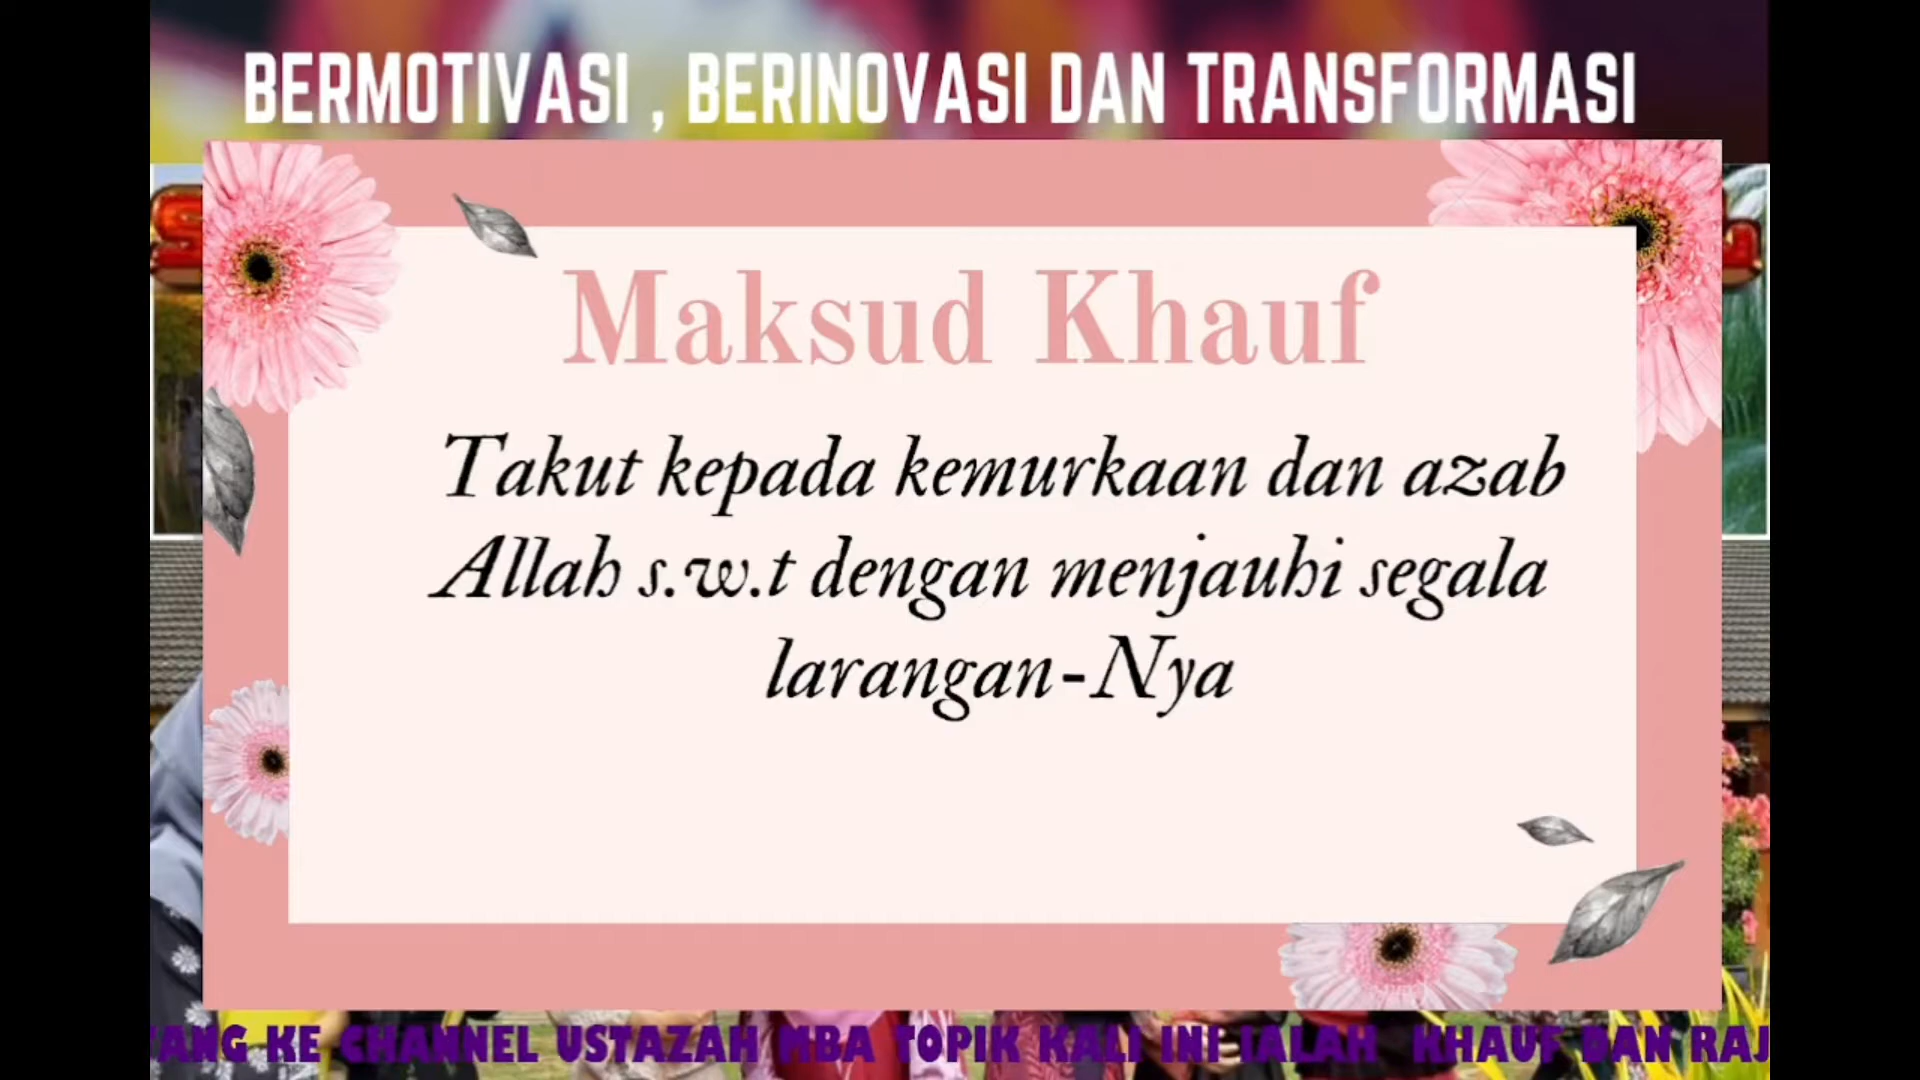 BERMOTIVASI , BERINOVASI DAN TRANSFORMASI
Maksud Khauf
Takut kepada kemurkaan dan azab
Allah s.w.t dengan menjauhi segala
larangan-Nya
KE CHANNEL USTAZAH MBA TOPIK KALI INI IALAH KHAUF DAN